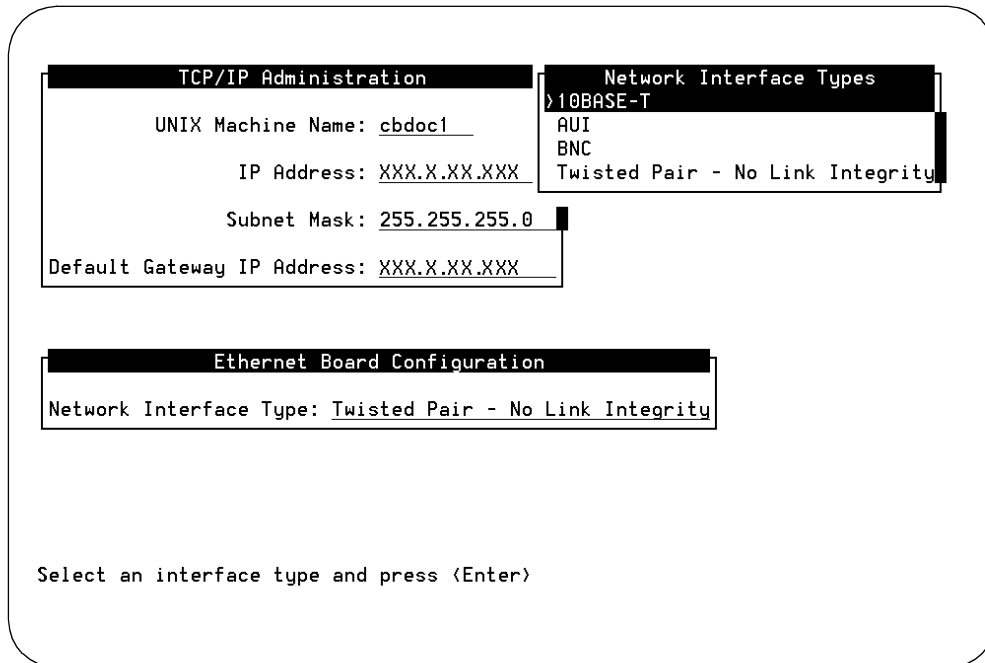 TCP/IP Administration
UNIX Machine Name: cbdoc1
IP Address: XXX.X.XX.XXX
Subnet Mask: 255.255.255.0
Default Gateway IP Address: XXX.X.XX.XXX
Network Interface Types
>10BASE-T
AUI
BNC
Twisted Pair - No Link Integrity
Ethernet Board Configuration
Network Interface Type: Twisted Pair - No Link Integrity
Select an interface type and press <Enter>